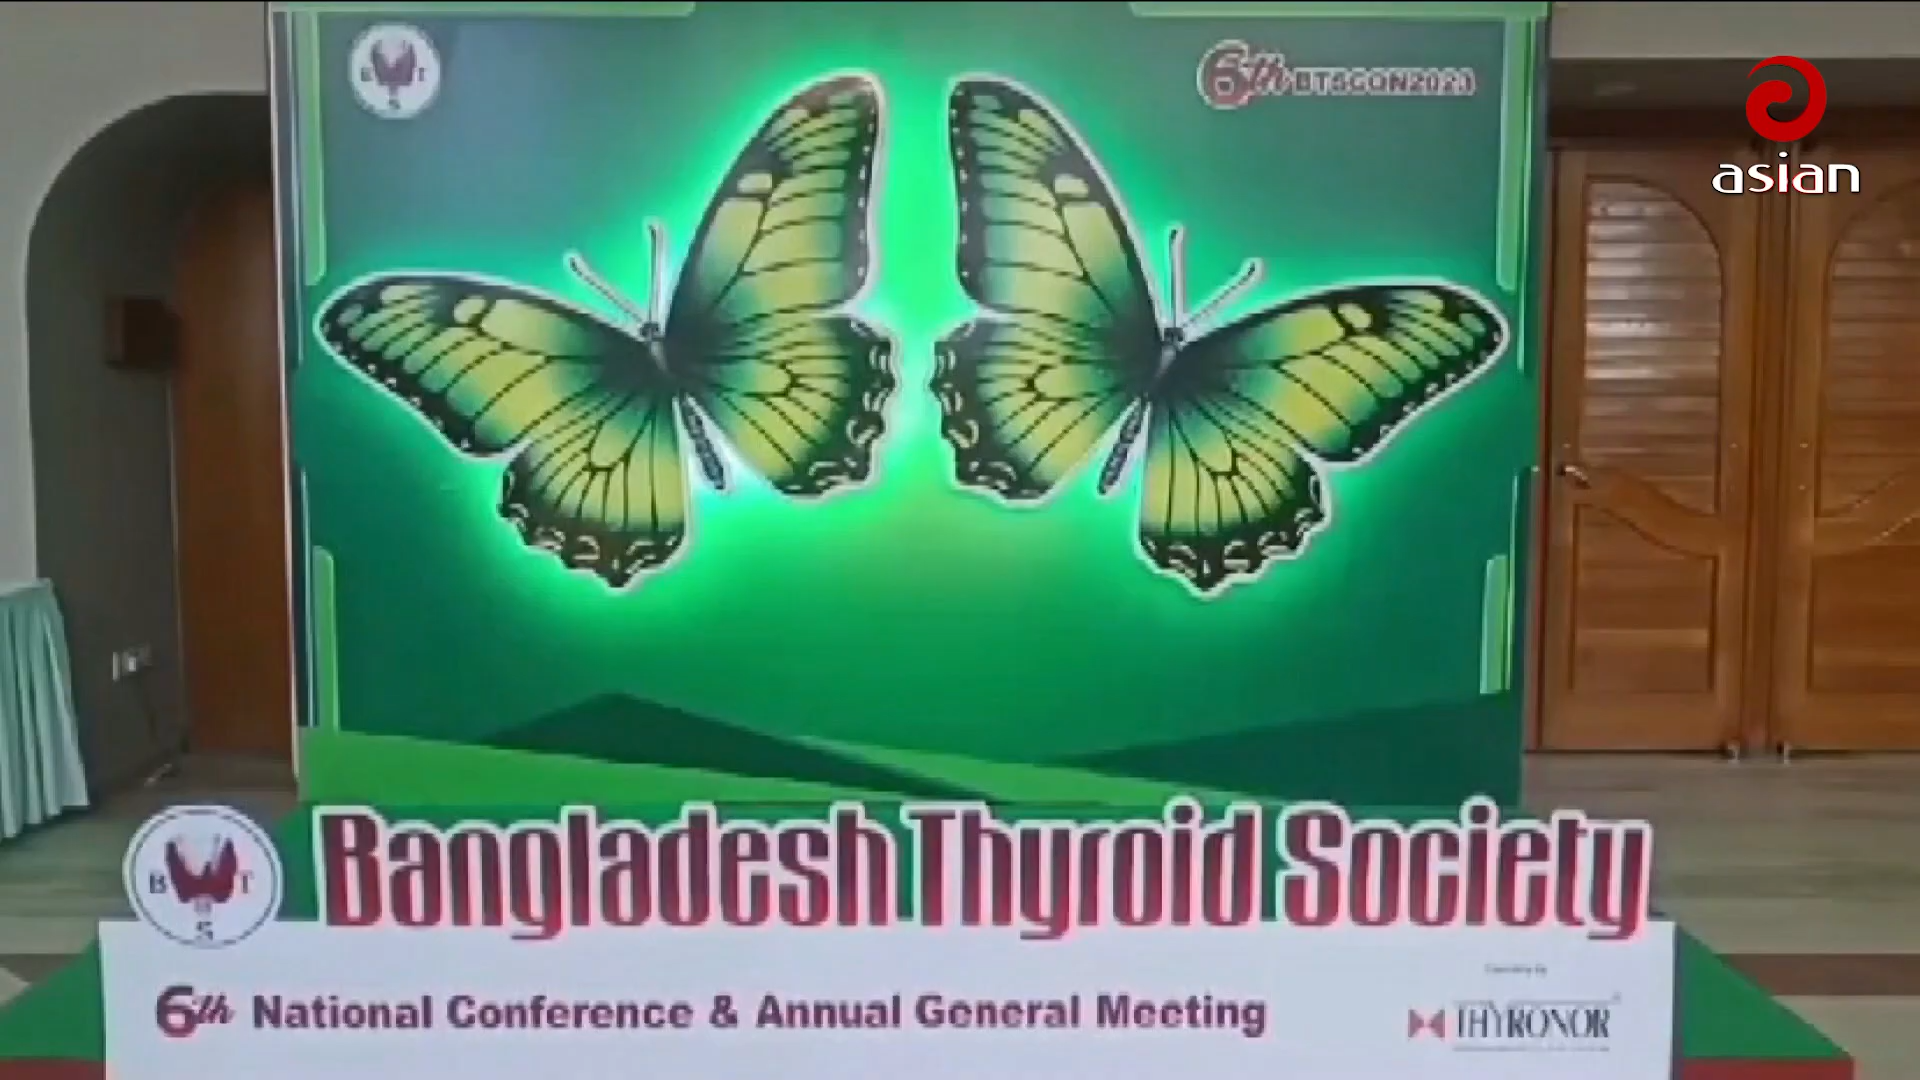 B T
S
6th BTSCON2023
asian
Bangladesh Thyroid Society
B T
S
6th National Conference & Annual General Meeting
THYRONOR